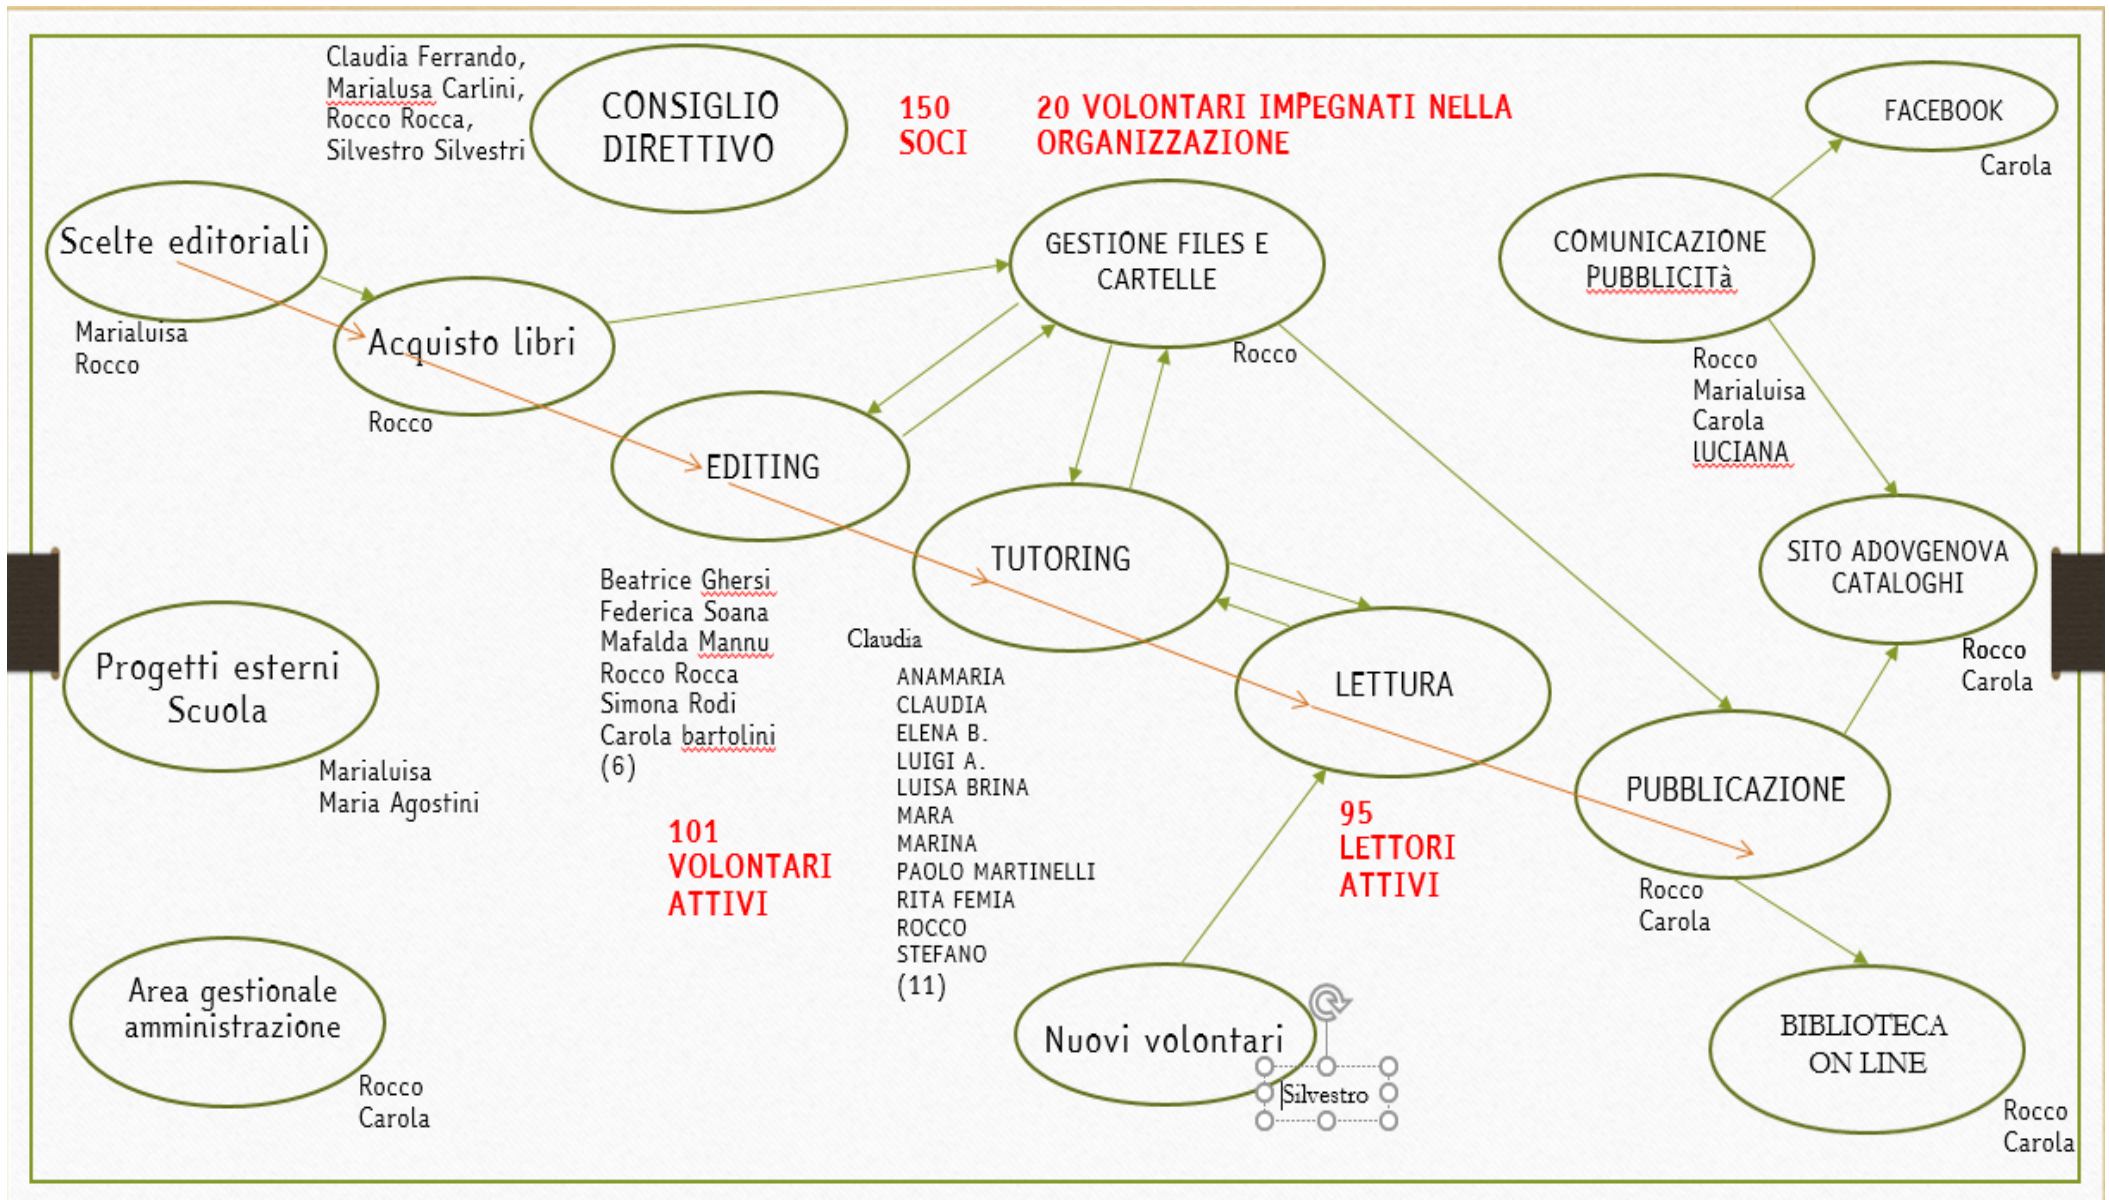 Claudia Ferrando,
Marialusa Carlini,
Rocco Rocca,
Silvestro Silvestri
CONSIGLIO
DIRETTIVO
150
SOCI
20 VOLONTARI IMPEGNATI NELLA
ORGANIZZAZIONE
FACEBOOK
Carola
Scelte editoriali
Marialuisa
Rocco
Acquisto libri
Rocco
GESTIONE FILES E
CARTELLE
Rocco
COMUNICAZIONE
PUBBLICITà
Rocco
Marialuisa
Carola
lUCIANA
EDITING
Beatrice Ghersi
Federica Soana
Mafalda Mannu
Rocco Rocca
Simona Rodi
Carola bartolini
(6)
TUTORING
Claudia
ANAMARIA
CLAUDIA
ELENA B.
LUIGI A.
LUISA BRINA
MARA
MARINA
PAOLO MARTINELLI
RITA FEMIA
ROCCO
STEFANO
(11)
SITO ADOVGENOVA
CATALOGHI
Rocco
Carola
LETTURA
95
LETTORI
ATTIVI
Progetti esterni
Scuola
Marialuisa
Maria Agostini
101
VOLONTARI
ATTIVI
PUBBLICAZIONE
Rocco
Carola
Area gestionale
amministrazione
Rocco
Carola
Nuovi volontari
Silvestro
BIBLIOTECA
ON LINE
Rocco
Carola